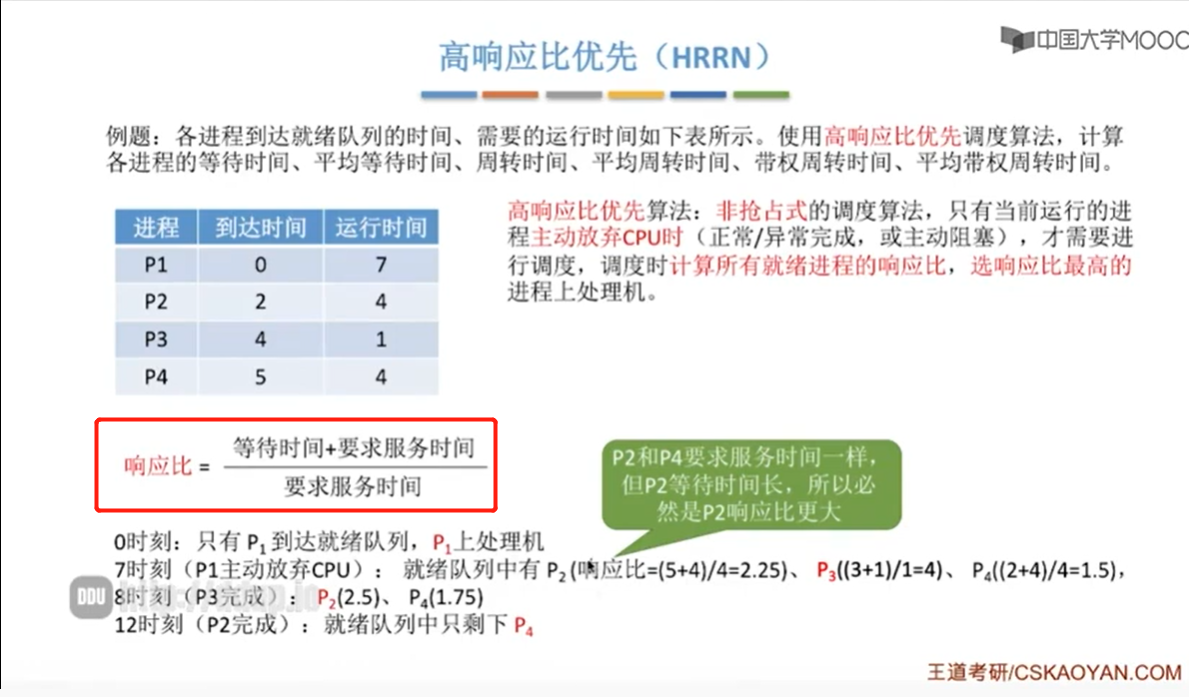 中国大学MOOC
高响应比优先（HRRN）
例题：各进程到达就绪队列的时间、需要的运行时间如下表所示。使用高响应比优先调度算法，计算
各进程的等待时间、平均等待时间、周转时间、平均周转时间、带权周转时间、平均带权周转时间。
进程 到达时间 运行时间
P1 0 7
P2 2 4
P3 4 1
P4 5 4
高响应比优先算法：非抢占式的调度算法，只有当前运行的进
程主动放弃CPU时（正常/异常完成，或主动阻塞），才需要进
行调度，调度时计算所有就绪进程的响应比，选响应比最高的
进程上处理机。
响应比 = 等待时间+要求服务时间
要求服务时间
P2和P4要求服务时间一样，
但P2等待时间长，所以必
然是P2响应比更大
0时刻：只有 P₁ 到达就绪队列，P₁上处理机
7时刻（P1主动放弃CPU）： 就绪队列中有 P₂ (响应比=(5+4)/4=2.25)、 P₃((3+1)/1=4)、 P₄((2+4)/4=1.5)，
8时刻（P3完成）： P₂(2.5)、 P₄(1.75)
12时刻（P2完成）：就绪队列中只剩下 P₄
DDU
王道考研/CSKAOYAN.COM